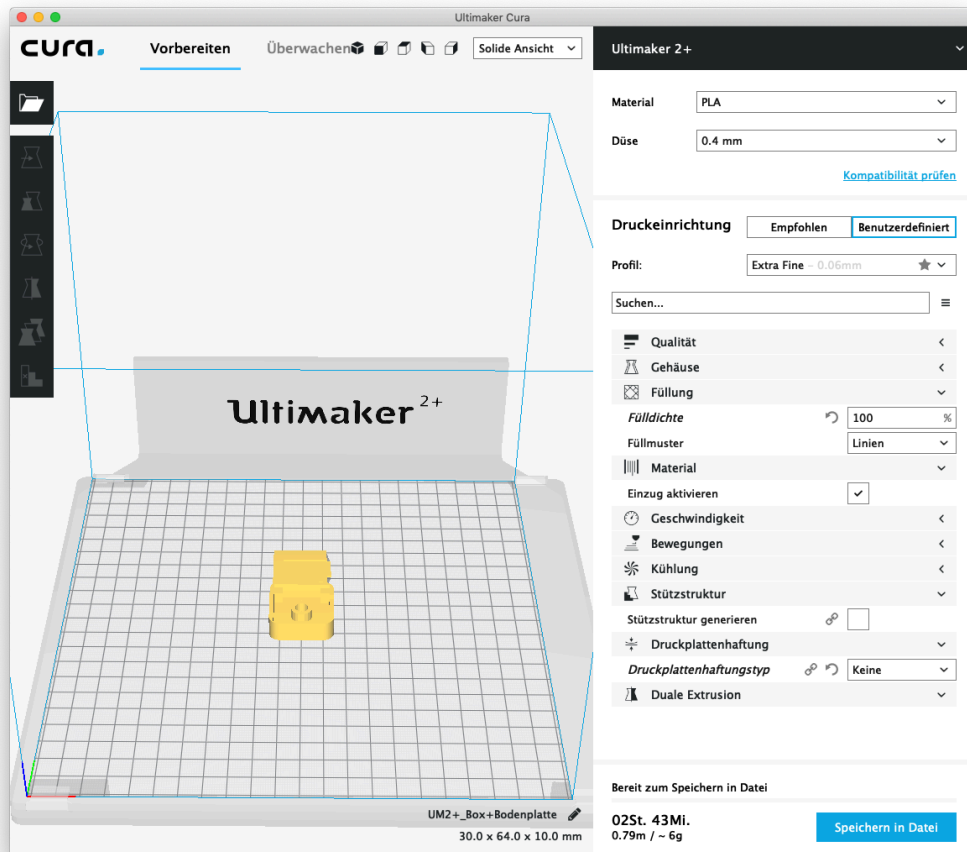 Ultimaker Cura
cura.
Vorbereiten
Überwachen
Solide Ansicht
Ultimaker 2+
Material
PLA
Düse
0.4 mm
Kompatibilität prüfen
Druckeinrichtung
Empfohlen
Benutzerdefiniert
Profil:
Extra Fine – 0.06mm
Suchen...
Qualität
Gehäuse
Füllung
Fülldichte
100
%
Füllmuster
Linien
Material
Einzug aktivieren
Geschwindigkeit
Bewegungen
Kühlung
Stützstruktur
Stützstruktur generieren
Druckplattenhaftung
Druckplattenhaftungstyp
Keine
Duale Extrusion
Ultimaker 2+
UM2+_Box+Bodenplatte
30.0 x 64.0 x 10.0 mm
Bereit zum Speichern in Datei
02St. 43Mi.
0.79m / ~ 6g
Speichern in Datei